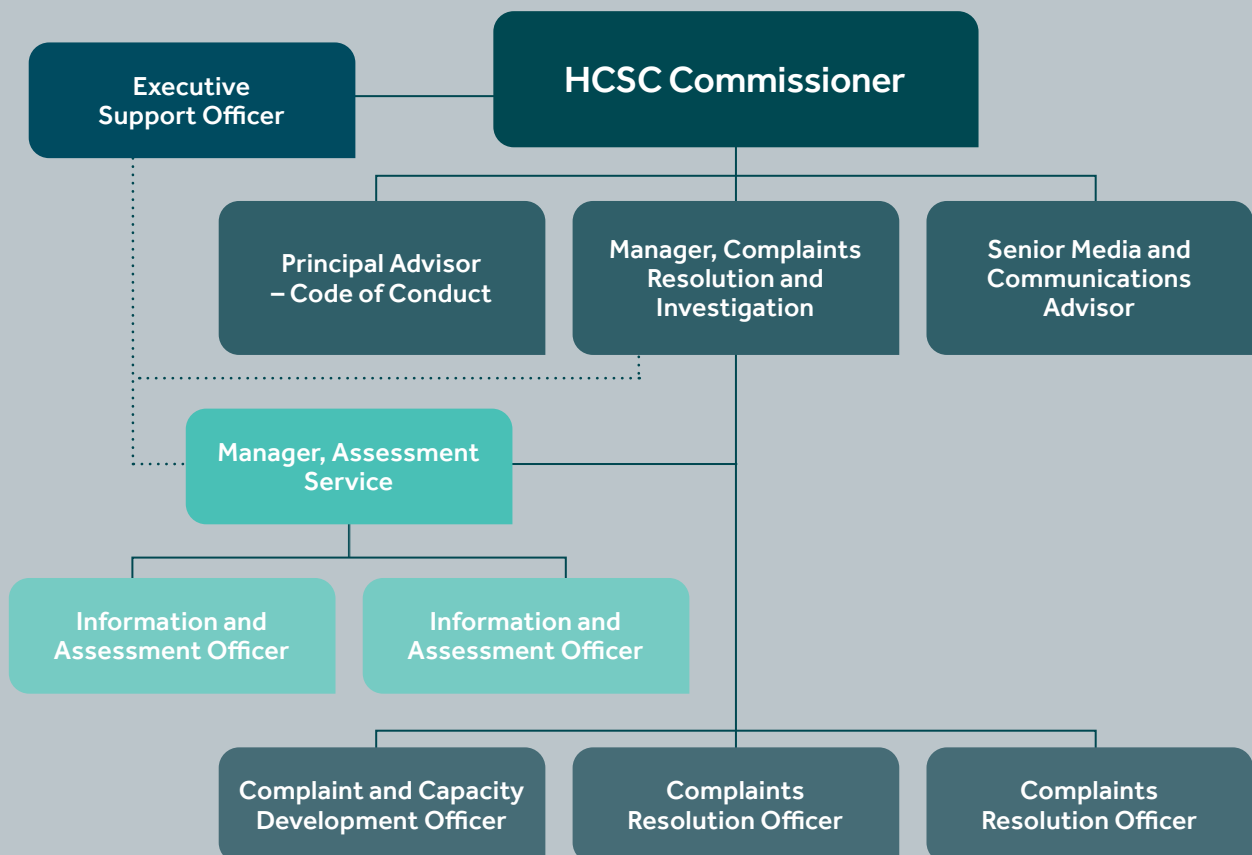 HCSC Commissioner
Executive
Support Officer
Principal Advisor
– Code of Conduct
Manager, Complaints
Resolution and
Investigation
Senior Media and
Communications
Advisor
Manager, Assessment
Service
Information and
Assessment Officer
Information and
Assessment Officer
Complaint and Capacity
Development Officer
Complaints
Resolution Officer
Complaints
Resolution Officer